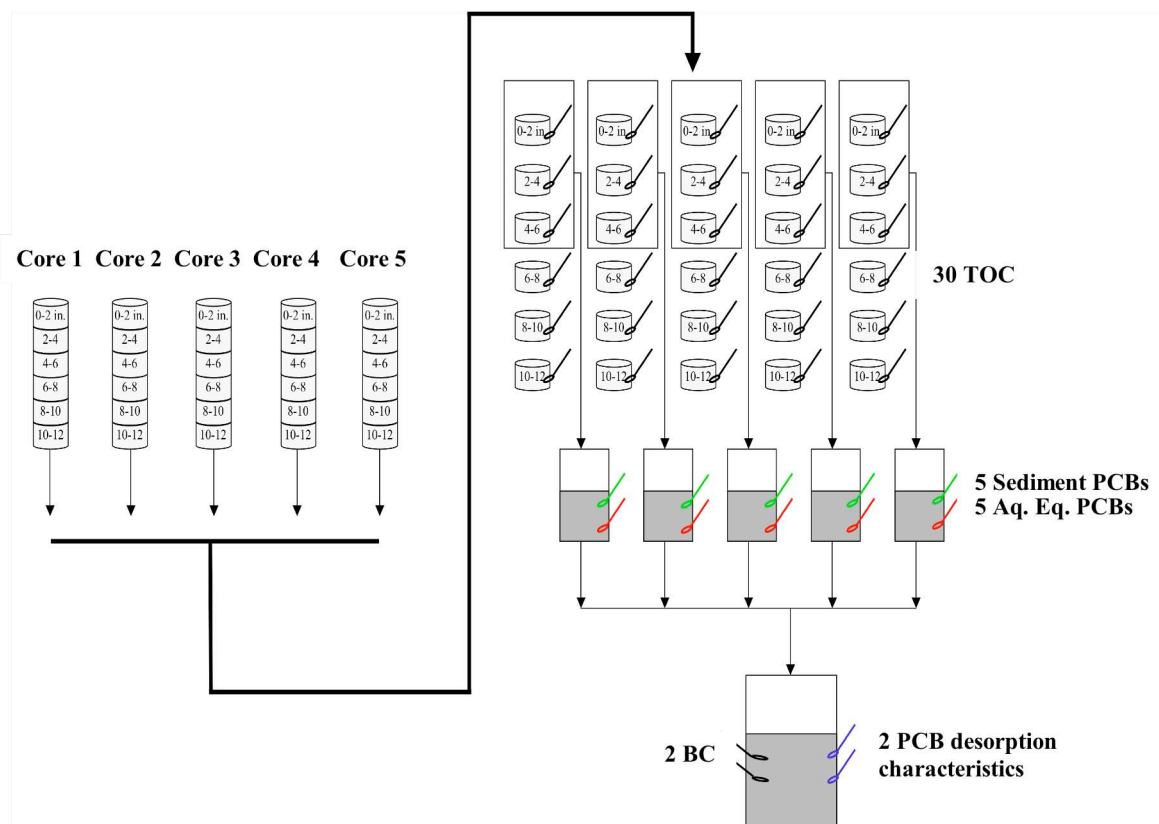 Core 1 Core 2 Core 3 Core 4 Core 5
0-2 in. 0-2 in. 0-2 in. 0-2 in. 0-2 in.
2-4 2-4 2-4 2-4 2-4
4-6 4-6 4-6 4-6 4-6
6-8 6-8 6-8 6-8 6-8
8-10 8-10 8-10 8-10 8-10
10-12 10-12 10-12 10-12 10-12
0-2 in. 0-2 in. 0-2 in. 0-2 in. 0-2 in.
2-4 2-4 2-4 2-4 2-4
4-6 4-6 4-6 4-6 4-6
6-8 6-8 6-8 6-8 6-8
8-10 8-10 8-10 8-10 8-10
10-12 10-12 10-12 10-12 10-12
30 TOC
5 Sediment PCBs
5 Aq. Eq. PCBs
2 BC
2 PCB desorption
characteristics